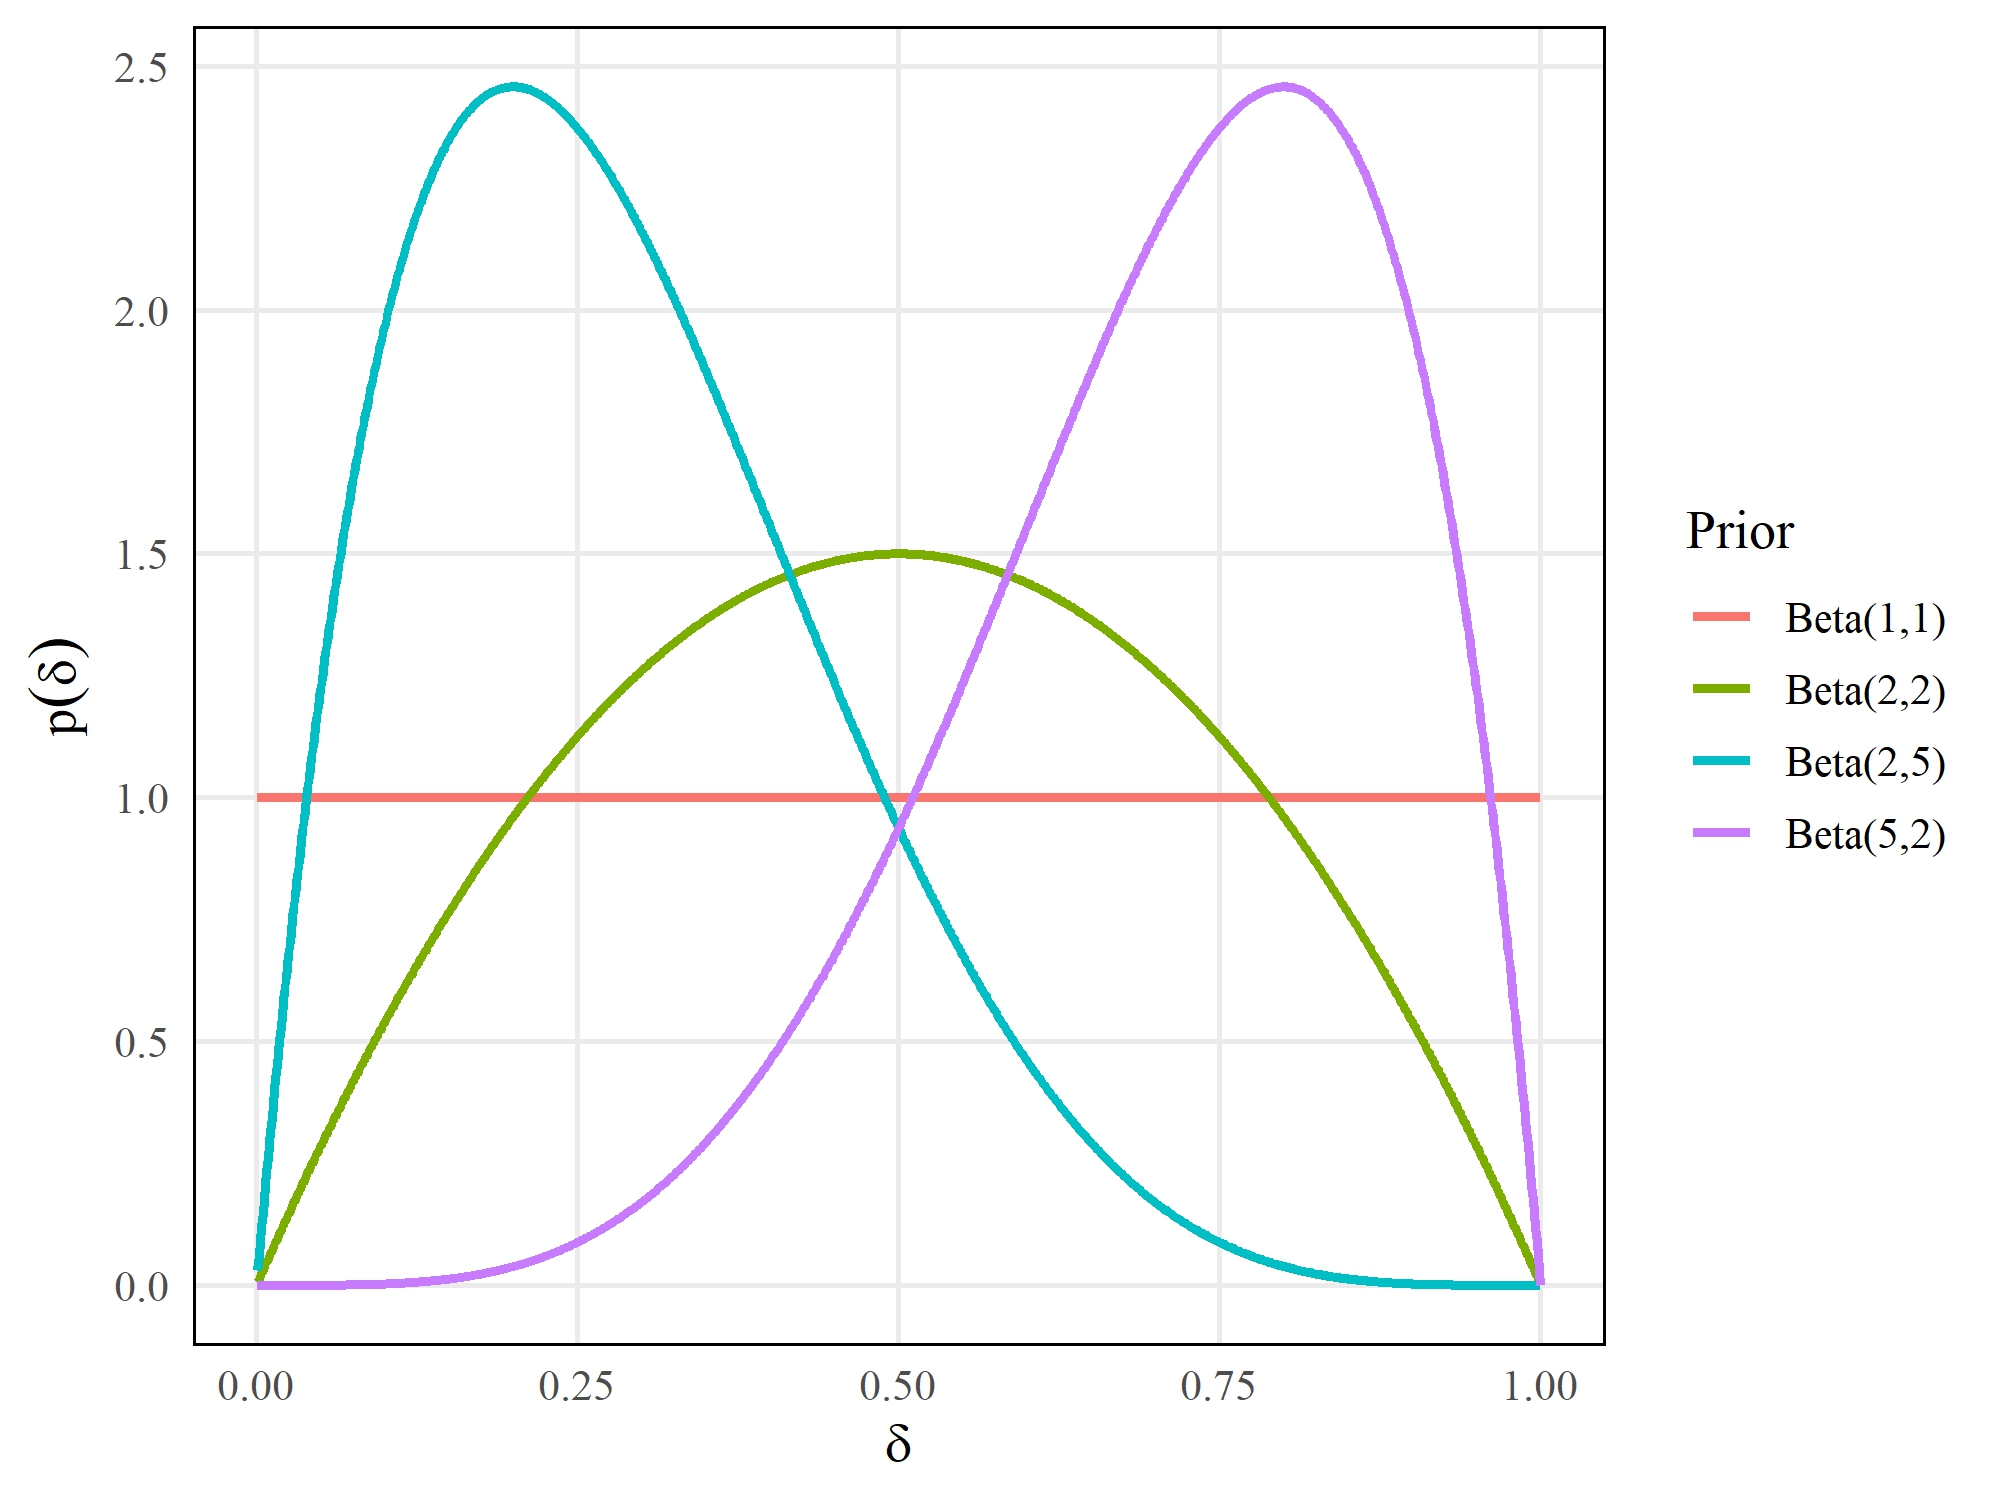 2.5
2.0
1.5
1.0
0.5
0.0
p(δ)
0.00 0.25 0.50 0.75 1.00
δ
Prior
Beta(1,1)
Beta(2,2)
Beta(2,5)
Beta(5,2)